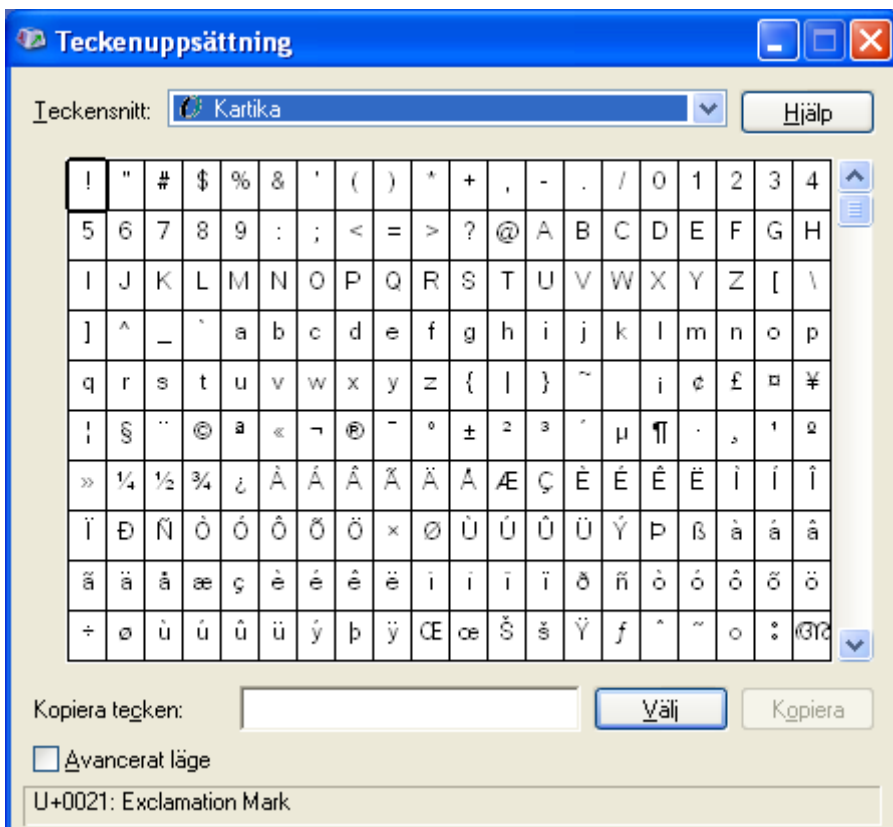 Teckenuppsättning
Teckensnitt: Kartika Hjälp
! " # $ % & ' ( ) * + , - . / 0 1 2 3 4
5 6 7 8 9 : ; < = > ? @ A B C D E F G H
I J K L M N O P Q R S T U V W X Y Z [ \
] ^ _ ` a b c d e f g h i j k l m n o p
q r s t u v w x y z { | } ~ ¡ ¢ £ ¤ ¥
¦ § ¨ © ª « ¬ ® ¯ ° ± ² ³ ´ µ ¶ · ¸ ¹ º
» ¼ ½ ¾ ¿ À Á Â Ã Ä Å Æ Ç È É Ê Ë Ì Í Î
Ï Ð Ñ Ò Ó Ô Õ Ö × Ø Ù Ú Û Ü Ý Þ ß à á â
ã ä å æ ç è é ê ë ì í î ï ð ñ ò ó ô õ ö
÷ ø ù ú û ü ý þ ÿ Œ œ Š š Ÿ ƒ ˆ ˜ ം ഃ അ
Kopiera tecken: Välj Kopiera
Avancerat läge
U+0021: Exclamation Mark